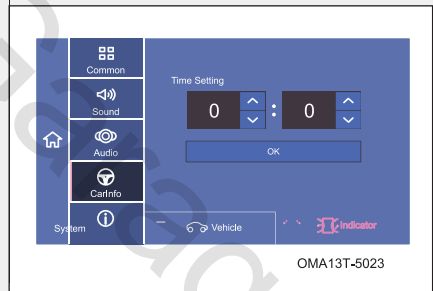 Common
Time Setting
Sound
0 : 0
Audio
OK
CarInfo
System
Vehicle
Indicator
OMA13T-5023